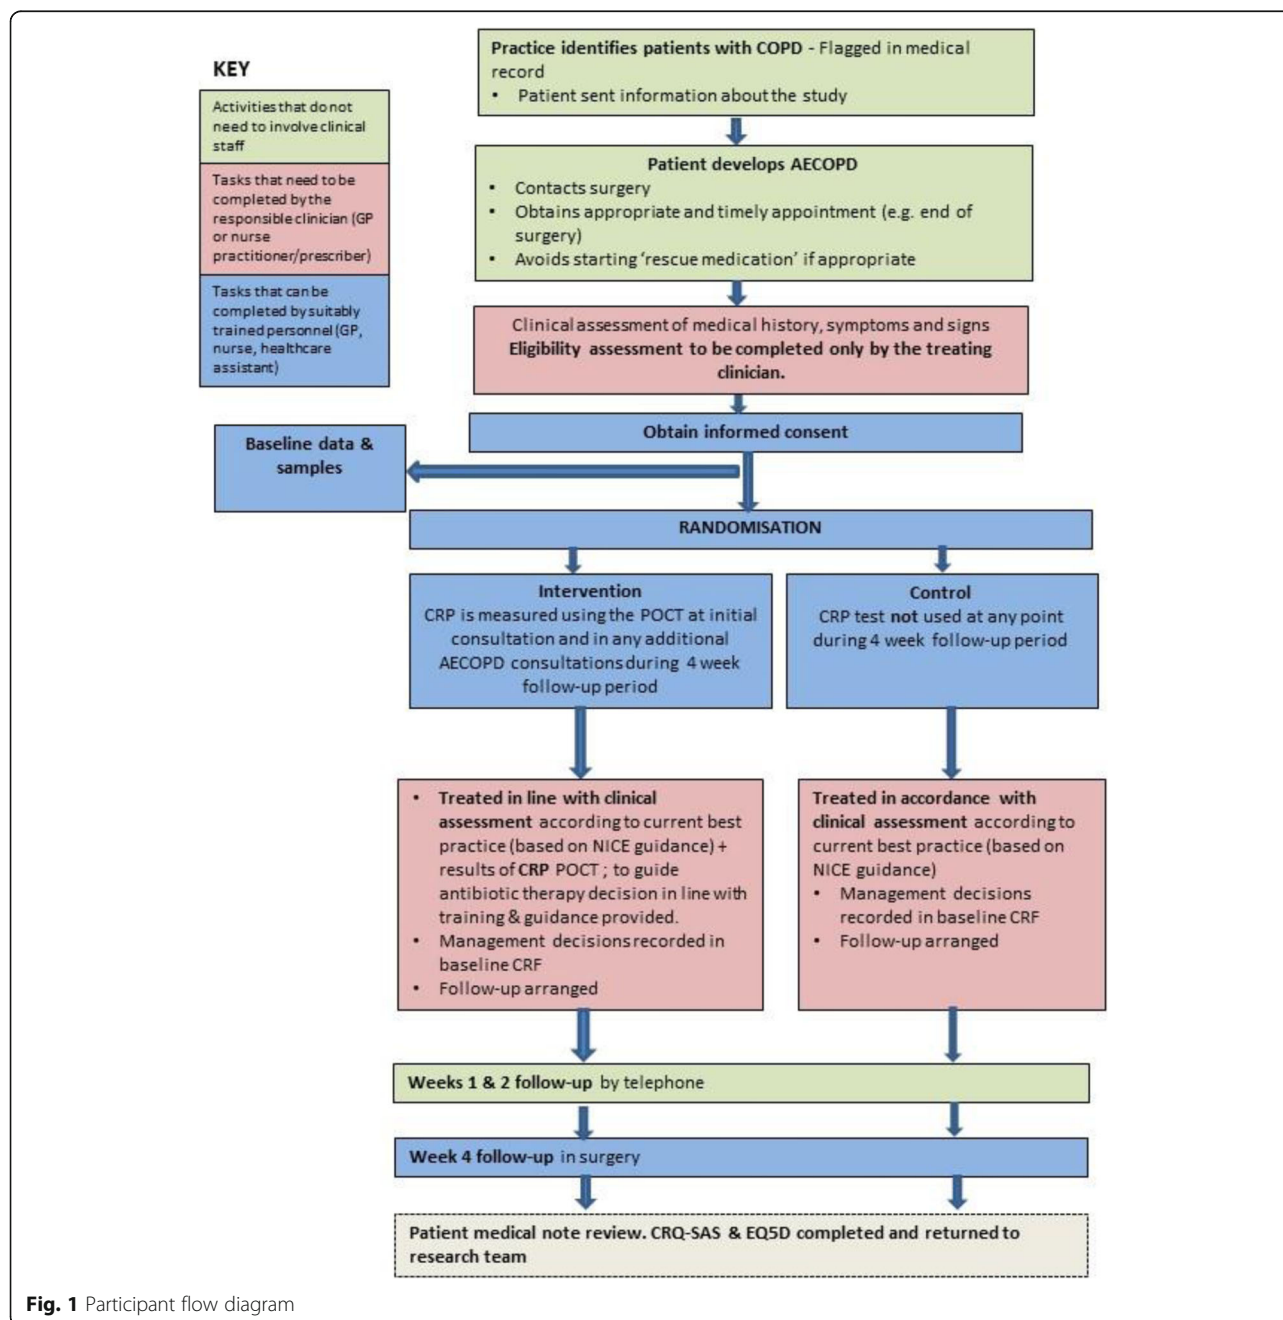 Practice identifies patients with COPD - Flagged in medical
record
• Patient sent information about the study
KEY
Activities that do not
need to involve clinical
staff
Tasks that need to be
completed by the
responsible clinician (GP
or nurse
practitioner/prescriber)
Tasks that can be
completed by suitably
trained personnel (GP,
nurse, healthcare
assistant)
Patient develops AECOPD
• Contacts surgery
• Obtains appropriate and timely appointment (e.g. end of
surgery)
• Avoids starting 'rescue medication' if appropriate
Clinical assessment of medical history, symptoms and signs
Eligibility assessment to be completed only by the treating
clinician.
Obtain informed consent
Baseline data &
samples
RANDOMISATION
Intervention
CRP is measured using the POCT at initial
consultation and in any additional
AECOPD consultations during 4 week
follow-up period
Control
CRP test not used at any point
during 4 week follow-up period
• Treated in line with clinical
assessment according to current best
practice (based on NICE guidance) +
results of CRP POCT ; to guide
antibiotic therapy decision in line with
training & guidance provided.
• Management decisions recorded in
baseline CRF
• Follow-up arranged
Treated in accordance with
clinical assessment according to
current best practice (based on
NICE guidance)
• Management decisions
recorded in baseline CRF
• Follow-up arranged
Weeks 1 & 2 follow-up by telephone
Week 4 follow-up in surgery
Patient medical note review. CRQ-SAS & EQ5D completed and returned to
research team
Fig. 1 Participant flow diagram